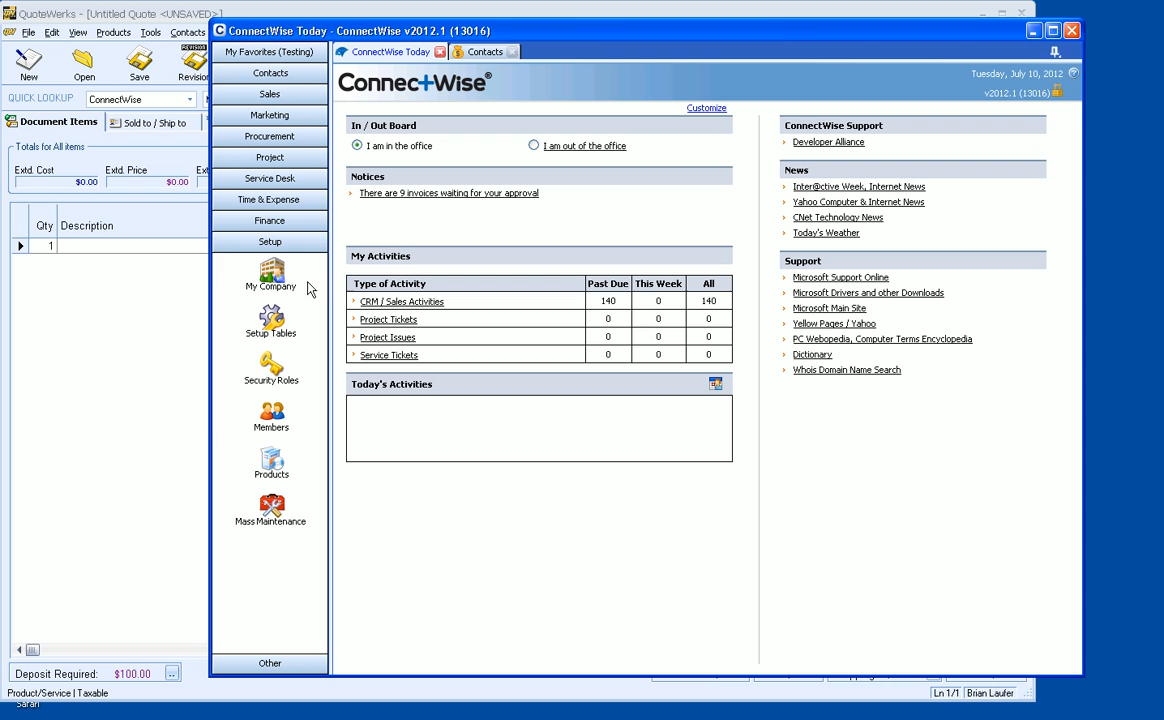 QuoteWerks - [Untitled Quote <UNSAVED>]
File Edit View Products Tools Contacts
New Open Save Revision
QUICK LOOKUP ConnectWise
Document Items Sold to / Ship to
Totals for All items
Extd. Cost Extd. Price
$0.00 $0.00
Qty Description
1
Deposit Required: $100.00
Product/Service | Taxable
Ln 1/1 Brian Laufer
Safari
ConnectWise Today - ConnectWise v2012.1 (13016)
My Favorites (Testing)
Contacts
Sales
Marketing
Procurement
Project
Service Desk
Time & Expense
Finance
Setup
My Company
Setup Tables
Security Roles
Members
Products
Mass Maintenance
Other
ConnectWise Today Contacts
ConnectWise®
Tuesday, July 10, 2012
v2012.1 (13016)
Customize
In / Out Board
I am in the office I am out of the office
Notices
There are 9 invoices waiting for your approval
My Activities
Type of Activity Past Due This Week All
CRM / Sales Activities 140 0 140
Project Tickets 0 0 0
Project Issues 0 0 0
Service Tickets 0 0 0
Today's Activities
ConnectWise Support
Developer Alliance
News
Inter@ctive Week, Internet News
Yahoo Computer & Internet News
CNet Technology News
Today's Weather
Support
Microsoft Support Online
Microsoft Drivers and other Downloads
Microsoft Main Site
Yellow Pages / Yahoo
PC Webopedia, Computer Terms Encyclopedia
Dictionary
Whois Domain Name Search